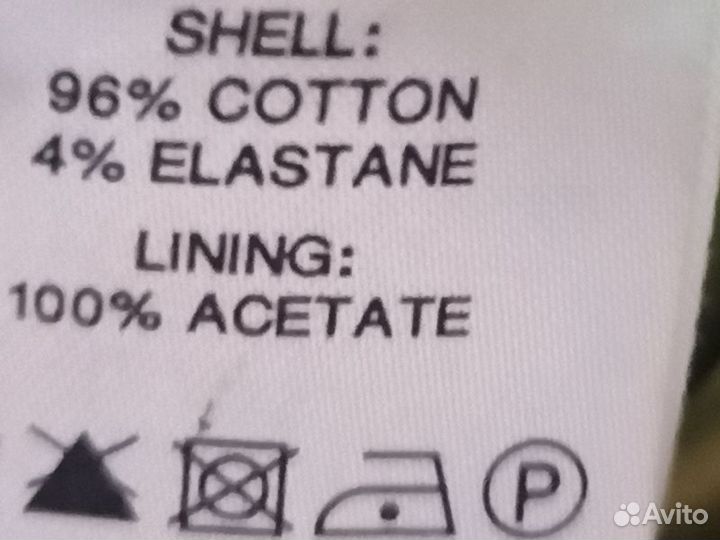 SHELL:
96% COTTON
4% ELASTANE
LINING:
100% ACETATE
P
Avito